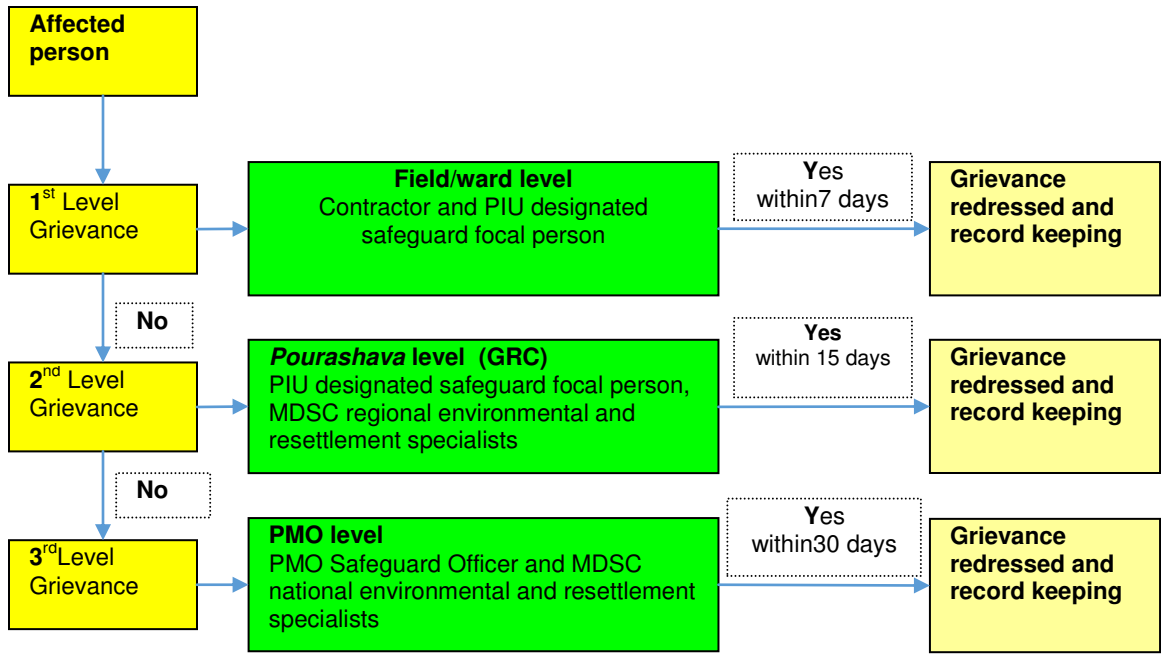 Affected
person
1st Level
Grievance
Field/ward level
Contractor and PIU designated
safeguard focal person
Yes
within7 days
Grievance
redressed and
record keeping
No
2nd Level
Grievance
Pourashava level (GRC)
PIU designated safeguard focal person,
MDSC regional environmental and
resettlement specialists
Yes
within 15 days
Grievance
redressed and
record keeping
No
3rdLevel
Grievance
PMO level
PMO Safeguard Officer and MDSC
national environmental and resettlement
specialists
Yes
within30 days
Grievance
redressed and
record keeping